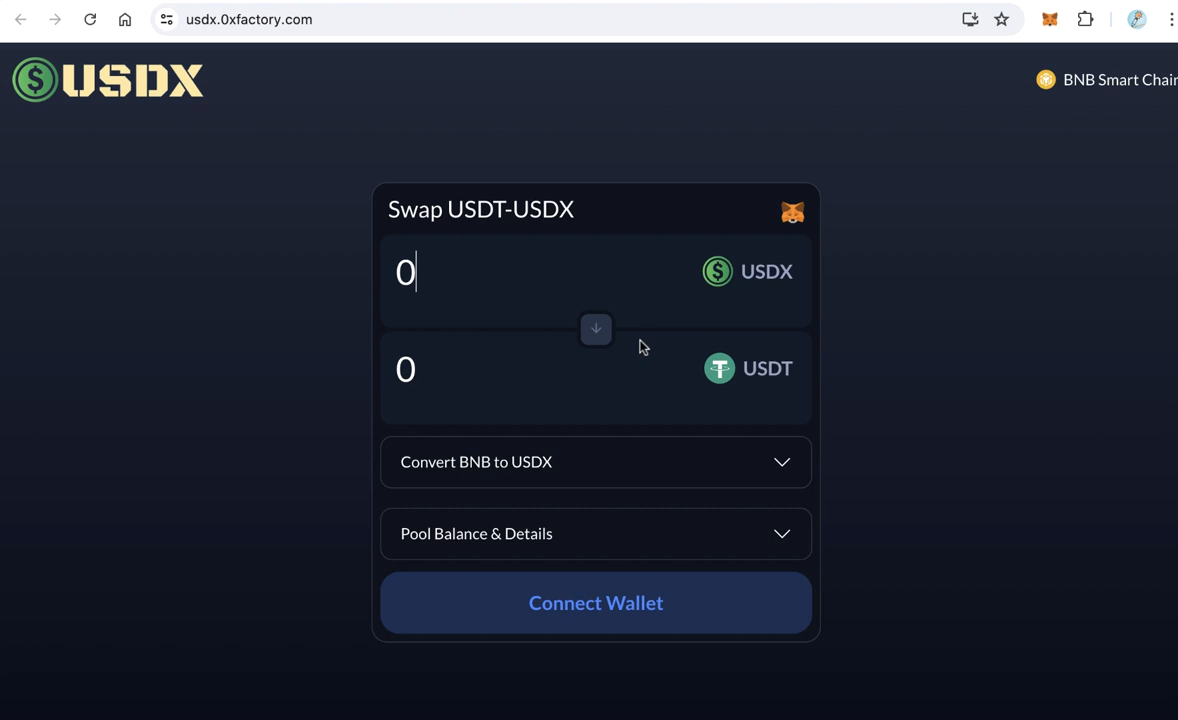 usdx.0xfactory.com
USDX
BNB Smart Chain
Swap USDT-USDX
0
USDX
0
USDT
Convert BNB to USDX
Pool Balance & Details
Connect Wallet